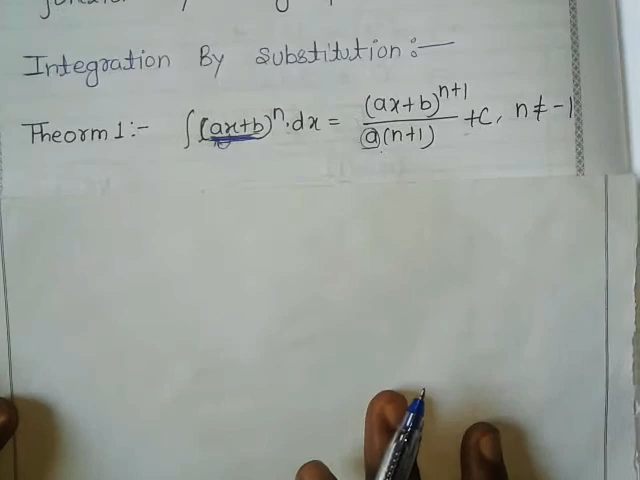 Integration By Substitution :—
Theorm 1:- ∫(ax+b)^n · dx = (ax+b)^(n+1) / a(n+1) + C, n ≠ -1